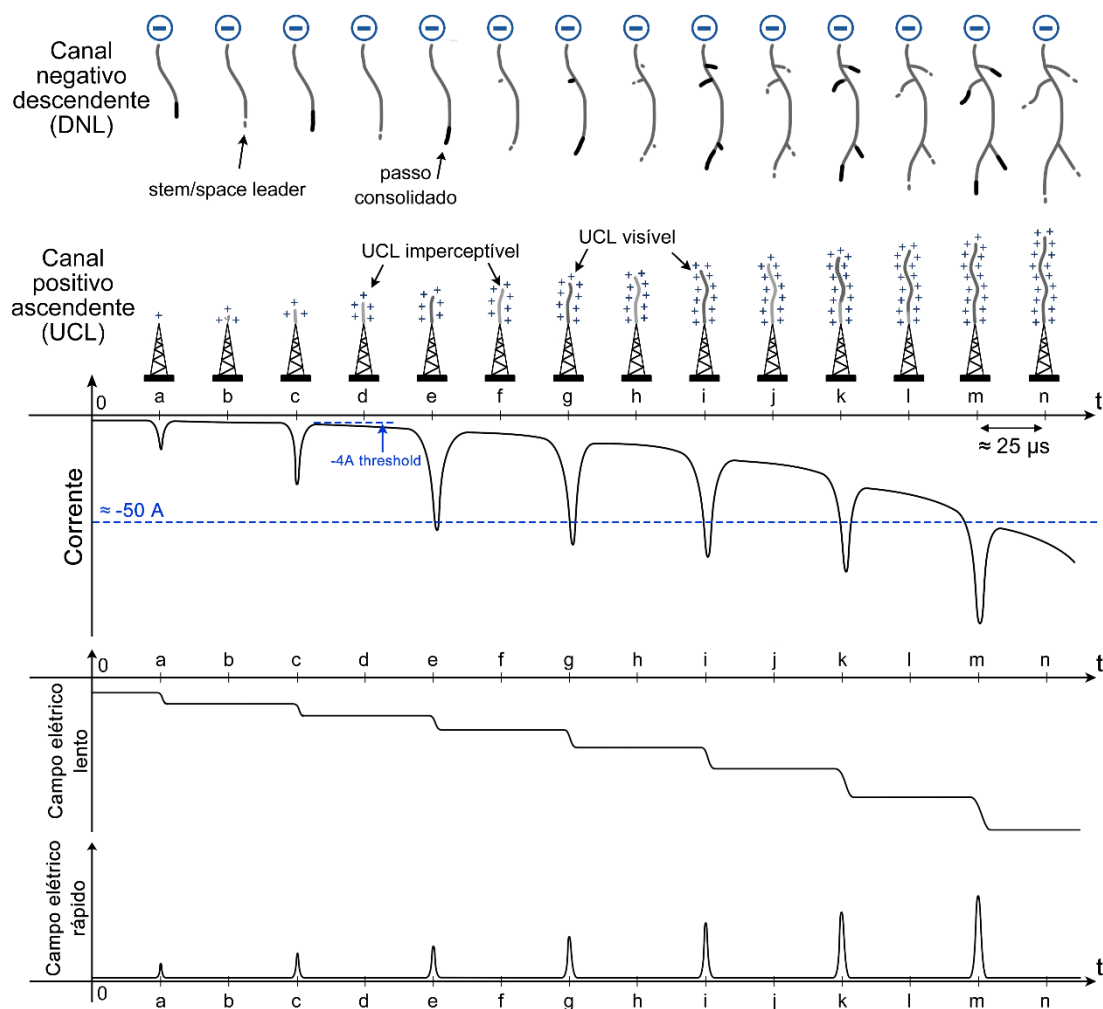 Canal
negativo
descendente
(DNL)
stem/space leader
passo
consolidado
Canal
positivo
ascendente
(UCL)
UCL imperceptível
UCL visível
+ + + + + + + + + + + + + +
a b c d e f g h i j k l m n
0
t
-4A threshold
≈ 25 µs
≈ -50 A
Corrente
0
a b c d e f g h i j k l m n
t
Campo elétrico
lento
Campo elétrico
rápido
t
0
a b c d e f g h i j k l m n